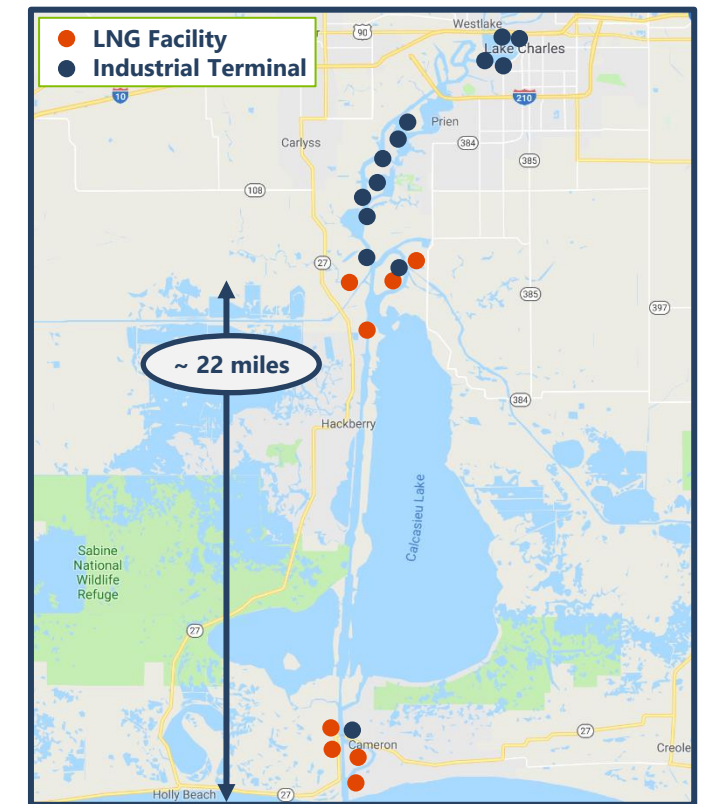 LNG Facility
Industrial Terminal
90
Westlake
Lake Charles
10
210
Prien
Carlyss
384
385
108
27
385
397
~ 22 miles
384
Hackberry
Calcasieu Lake
Sabine
National
Wildlife
Refuge
27
27
Cameron
Creole
Holly Beach
27